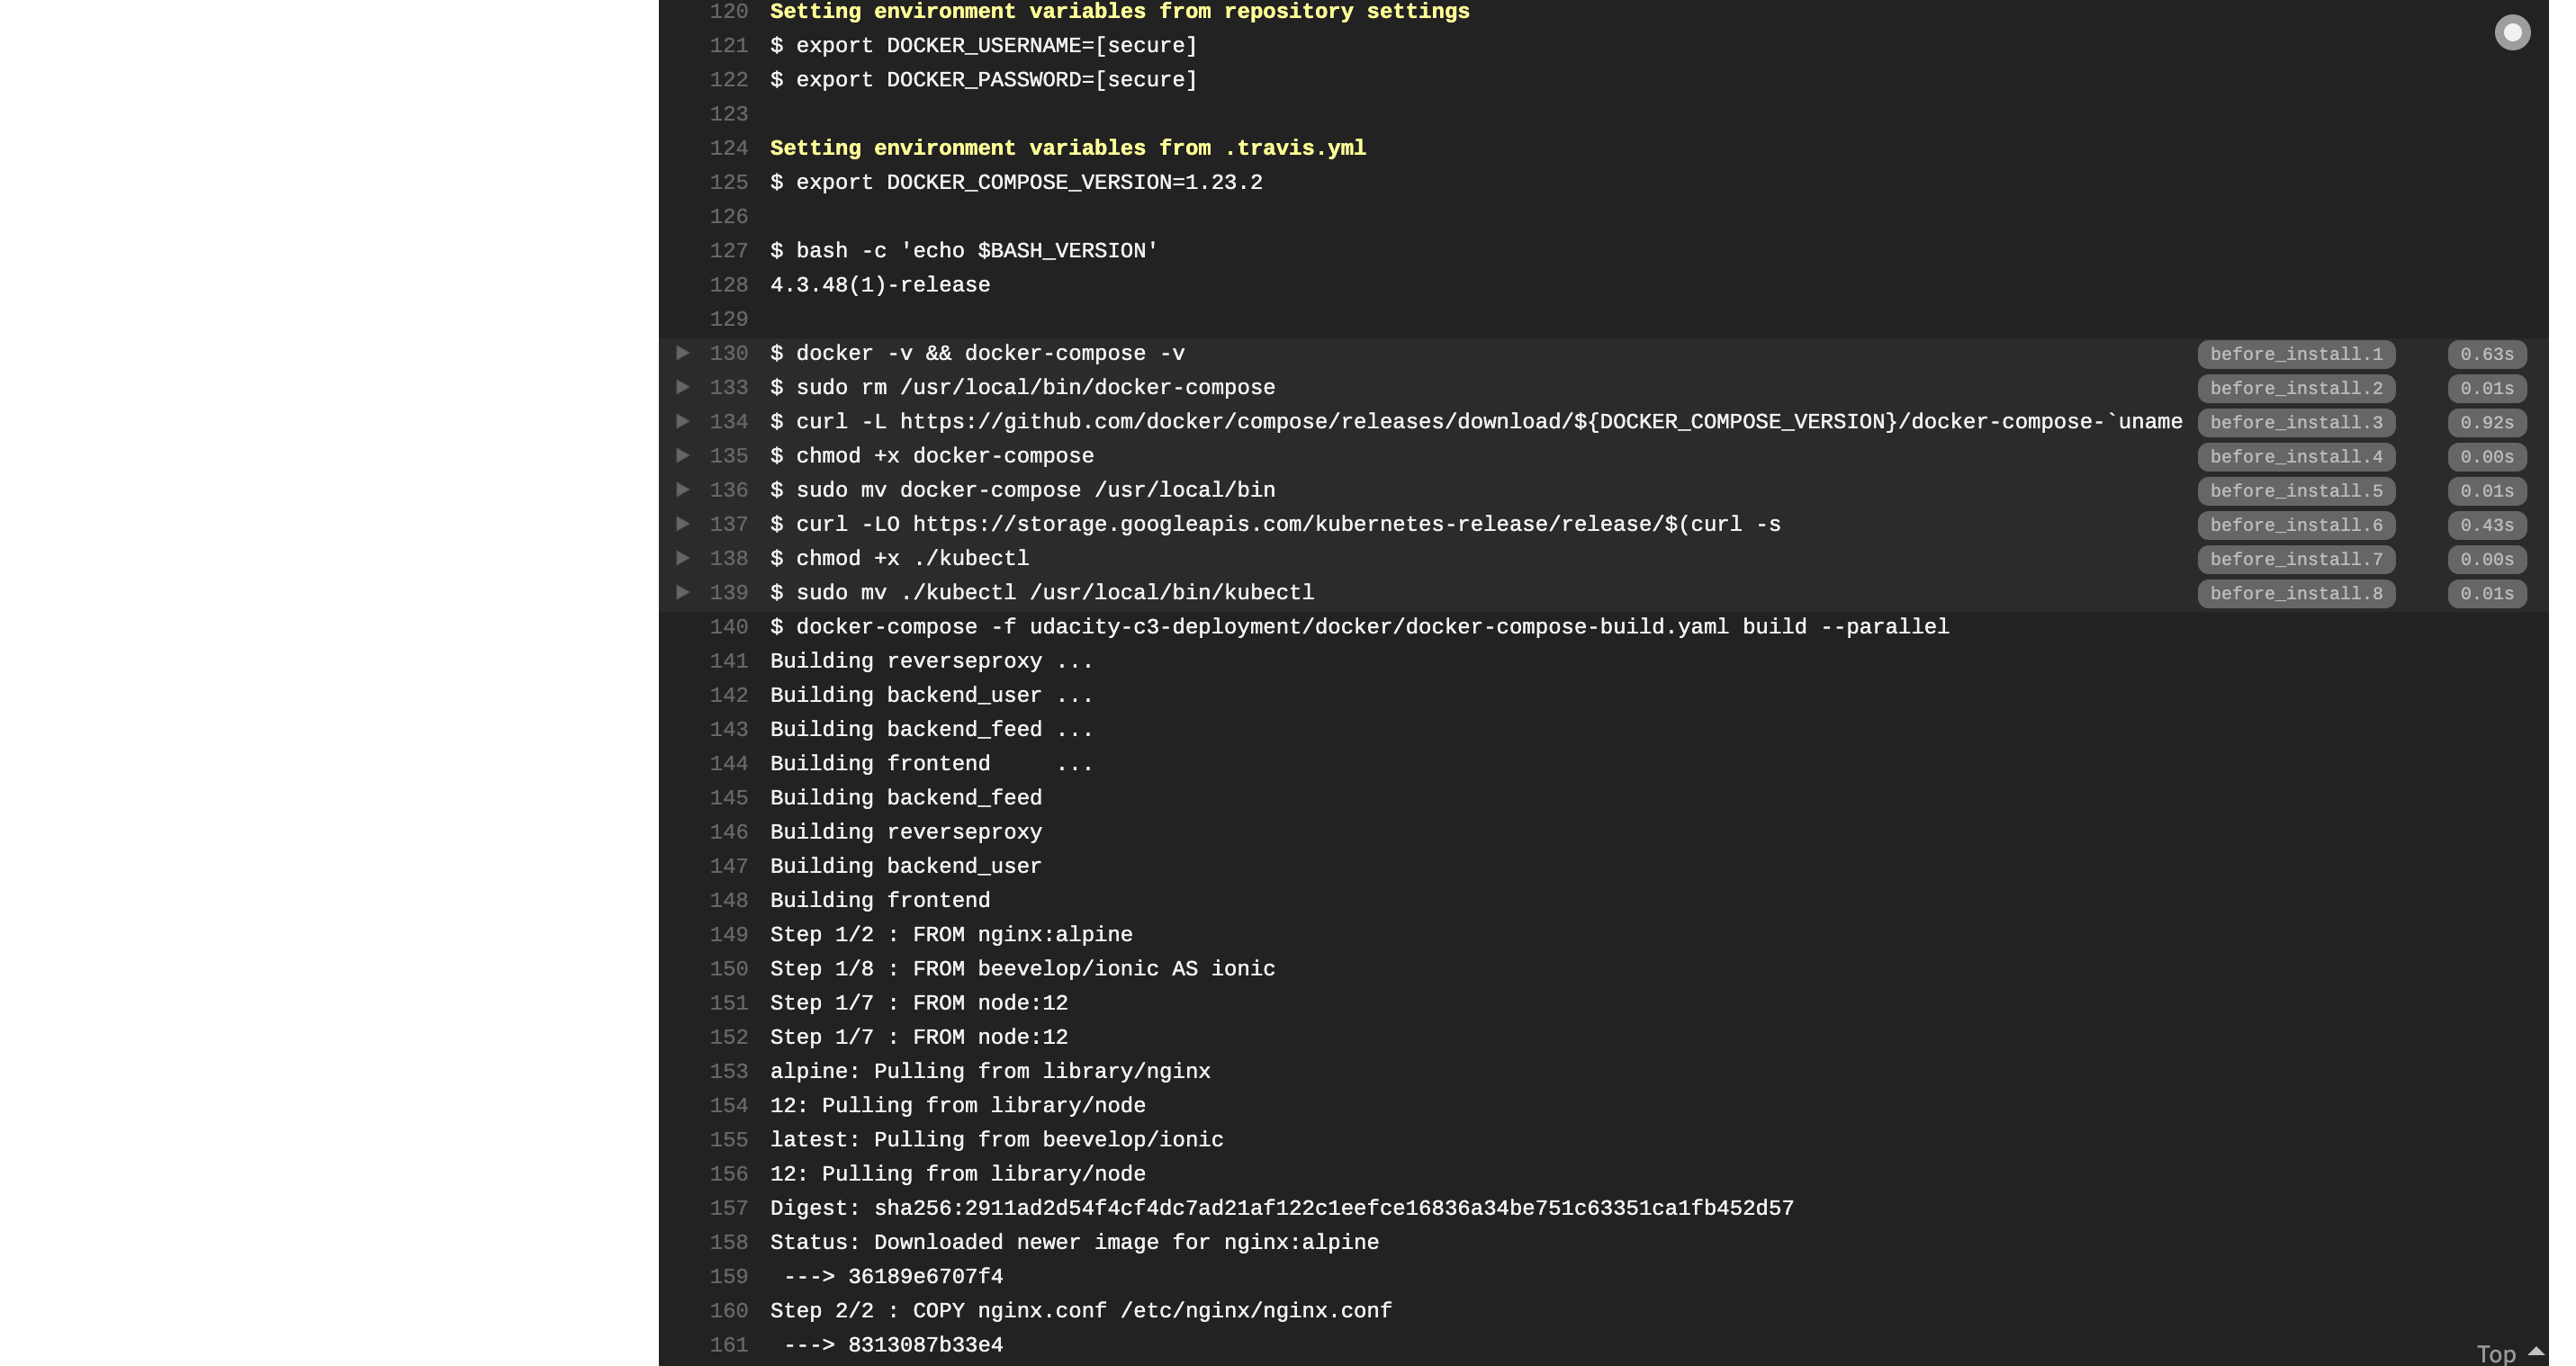 120 Setting environment variables from repository settings
121 $ export DOCKER_USERNAME=[secure]
122 $ export DOCKER_PASSWORD=[secure]
123
124 Setting environment variables from .travis.yml
125 $ export DOCKER_COMPOSE_VERSION=1.23.2
126
127 $ bash -c 'echo $BASH_VERSION'
128 4.3.48(1)-release
129
130 $ docker -v && docker-compose -v before_install.1 0.63s
133 $ sudo rm /usr/local/bin/docker-compose before_install.2 0.01s
134 $ curl -L https://github.com/docker/compose/releases/download/${DOCKER_COMPOSE_VERSION}/docker-compose-`uname before_install.3 0.92s
135 $ chmod +x docker-compose before_install.4 0.00s
136 $ sudo mv docker-compose /usr/local/bin before_install.5 0.01s
137 $ curl -LO https://storage.googleapis.com/kubernetes-release/release/$(curl -s before_install.6 0.43s
138 $ chmod +x ./kubectl before_install.7 0.00s
139 $ sudo mv ./kubectl /usr/local/bin/kubectl before_install.8 0.01s
140 $ docker-compose -f udacity-c3-deployment/docker/docker-compose-build.yaml build --parallel
141 Building reverseproxy ...
142 Building backend_user ...
143 Building backend_feed ...
144 Building frontend     ...
145 Building backend_feed
146 Building reverseproxy
147 Building backend_user
148 Building frontend
149 Step 1/2 : FROM nginx:alpine
150 Step 1/8 : FROM beevelop/ionic AS ionic
151 Step 1/7 : FROM node:12
152 Step 1/7 : FROM node:12
153 alpine: Pulling from library/nginx
154 12: Pulling from library/node
155 latest: Pulling from beevelop/ionic
156 12: Pulling from library/node
157 Digest: sha256:2911ad2d54f4cf4dc7ad21af122c1eefce16836a34be751c63351ca1fb452d57
158 Status: Downloaded newer image for nginx:alpine
159  ---> 36189e6707f4
160 Step 2/2 : COPY nginx.conf /etc/nginx/nginx.conf
161  ---> 8313087b33e4
Top